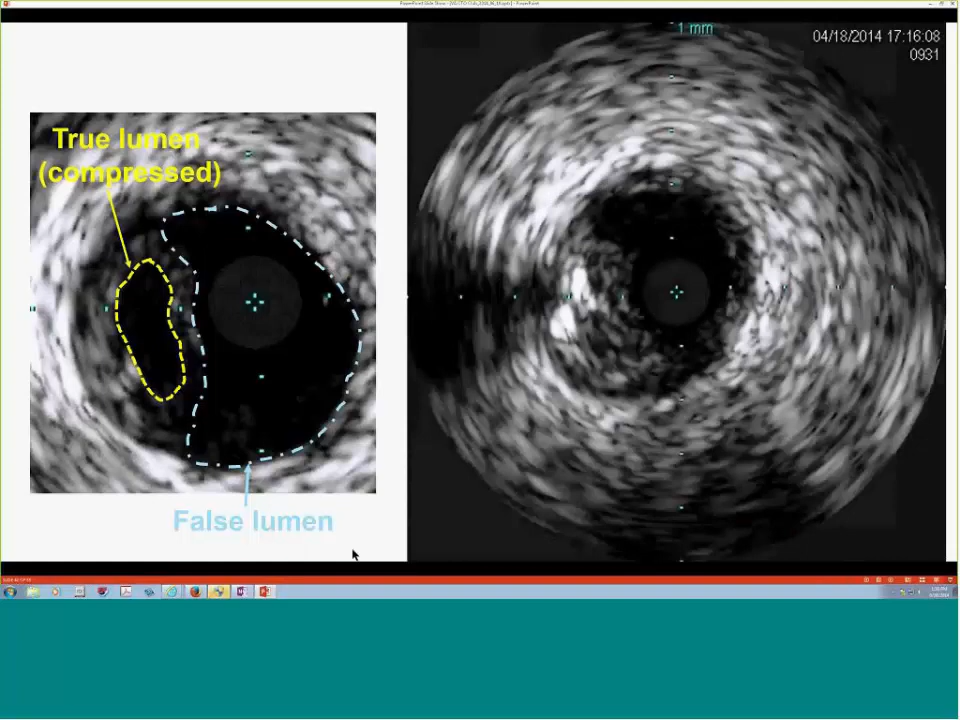 1 mm
04/18/2014 17:16:08
0931
True lumen
(compressed)
False lumen